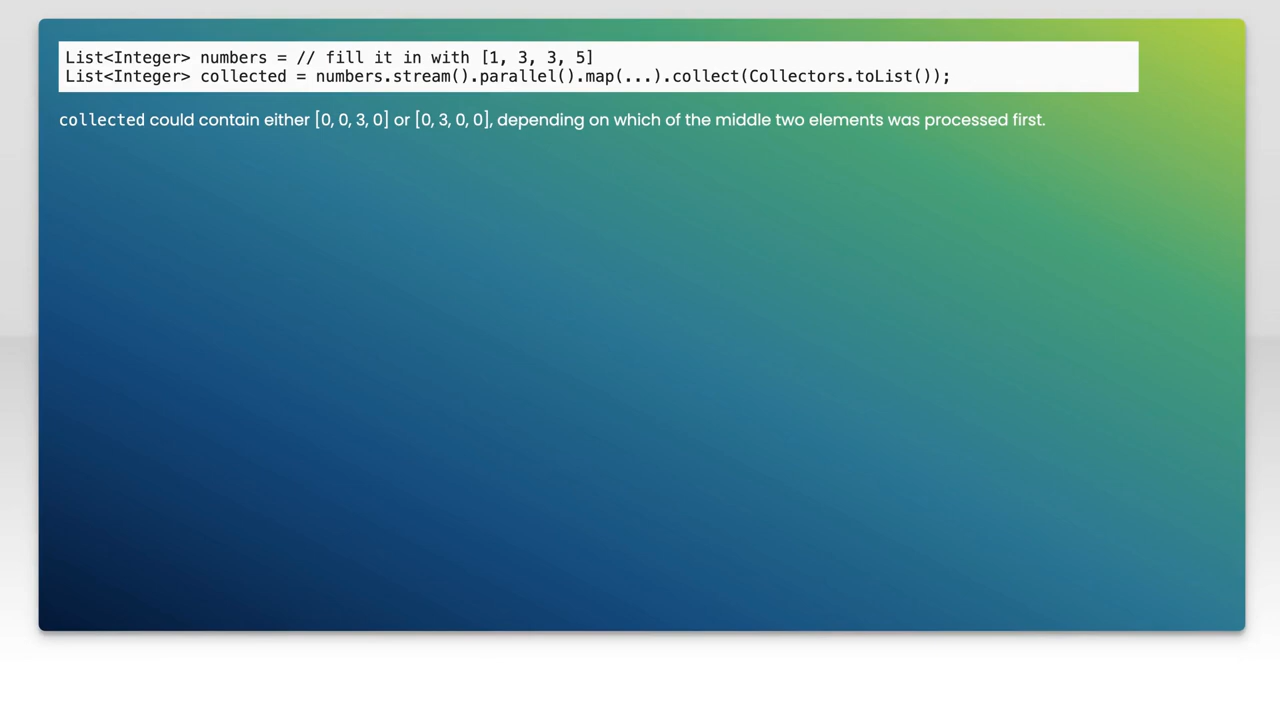 List<Integer> numbers = // fill it in with [1, 3, 3, 5]
List<Integer> collected = numbers.stream().parallel().map(...).collect(Collectors.toList());
collected could contain either [0, 0, 3, 0] or [0, 3, 0, 0], depending on which of the middle two elements was processed first.